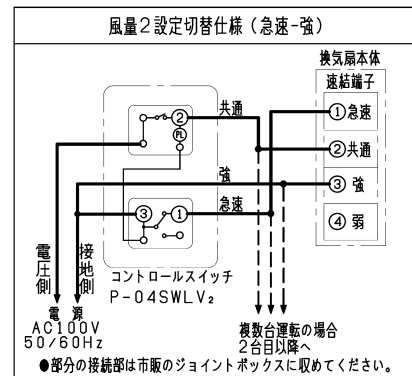 風量2設定切替仕様（急速-強）
換気扇本体
速結端子
①急速
②共通
③強
④弱
共通
強
急速
②
PL
③
①
電圧側
接地側
コントロールスイッチ
P-04SWLV2
電源
AC100V
50/60Hz
複数台運転の場合
2台目以降へ
●部分の接続部は市販のジョイントボックスに収めてください。